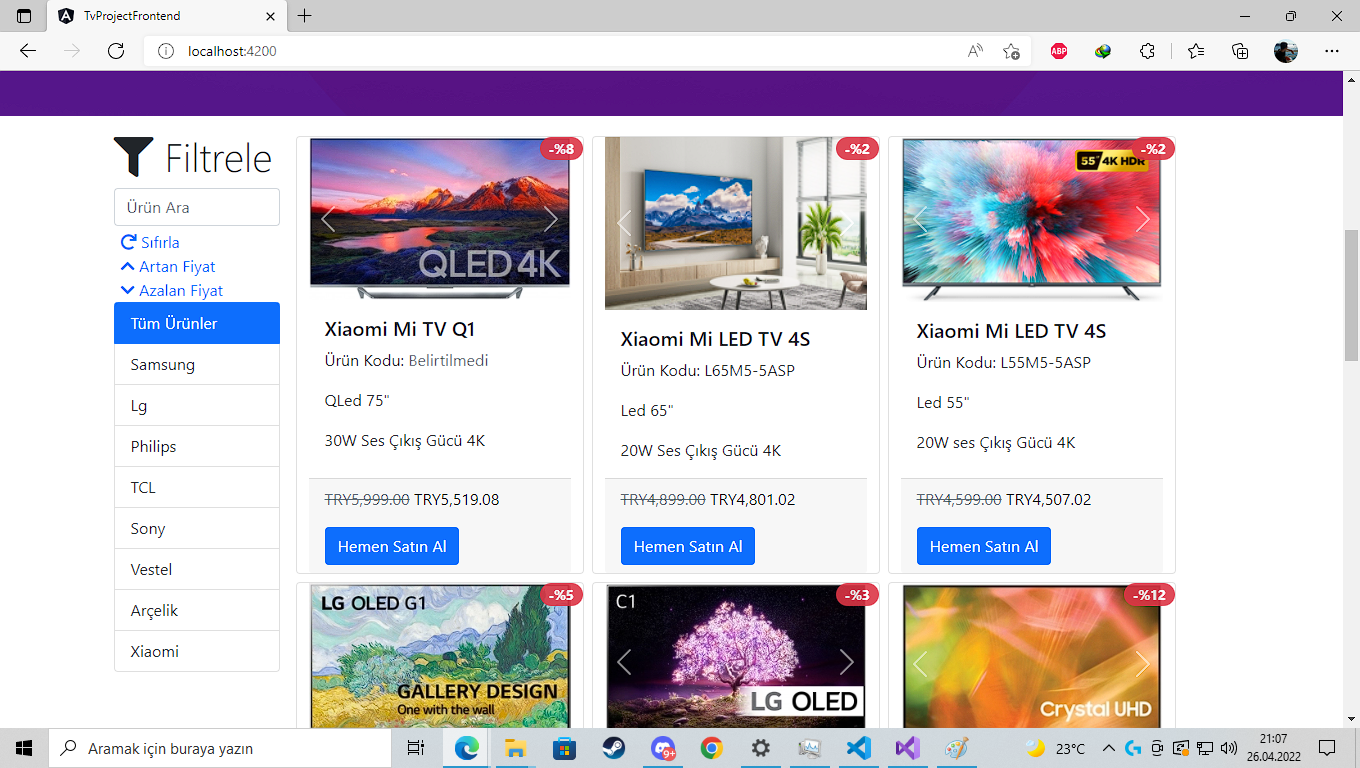 TvProjectFrontend
localhost:4200
ABP
Filtrele
Ürün Ara
Sıfırla
Artan Fiyat
Azalan Fiyat
Tüm Ürünler
Samsung
Lg
Philips
TCL
Sony
Vestel
Arçelik
Xiaomi
-%8
QLED 4K
Xiaomi Mi TV Q1
Ürün Kodu: Belirtilmedi
QLed 75"
30W Ses Çıkış Gücü 4K
TRY5,999.00 TRY5,519.08
Hemen Satın Al
-%2
Xiaomi Mi LED TV 4S
Ürün Kodu: L65M5-5ASP
Led 65"
20W Ses Çıkış Gücü 4K
TRY4,899.00 TRY4,801.02
Hemen Satın Al
-%2
55" 4K HDR
Xiaomi Mi LED TV 4S
Ürün Kodu: L55M5-5ASP
Led 55"
20W ses Çıkış Gücü 4K
TRY4,599.00 TRY4,507.02
Hemen Satın Al
-%5
LG OLED G1
GALLERY DESIGN
One with the wall
-%3
C1
LG OLED
-%12
Crystal UHD
Aramak için buraya yazın
9+
23°C
21:07
26.04.2022